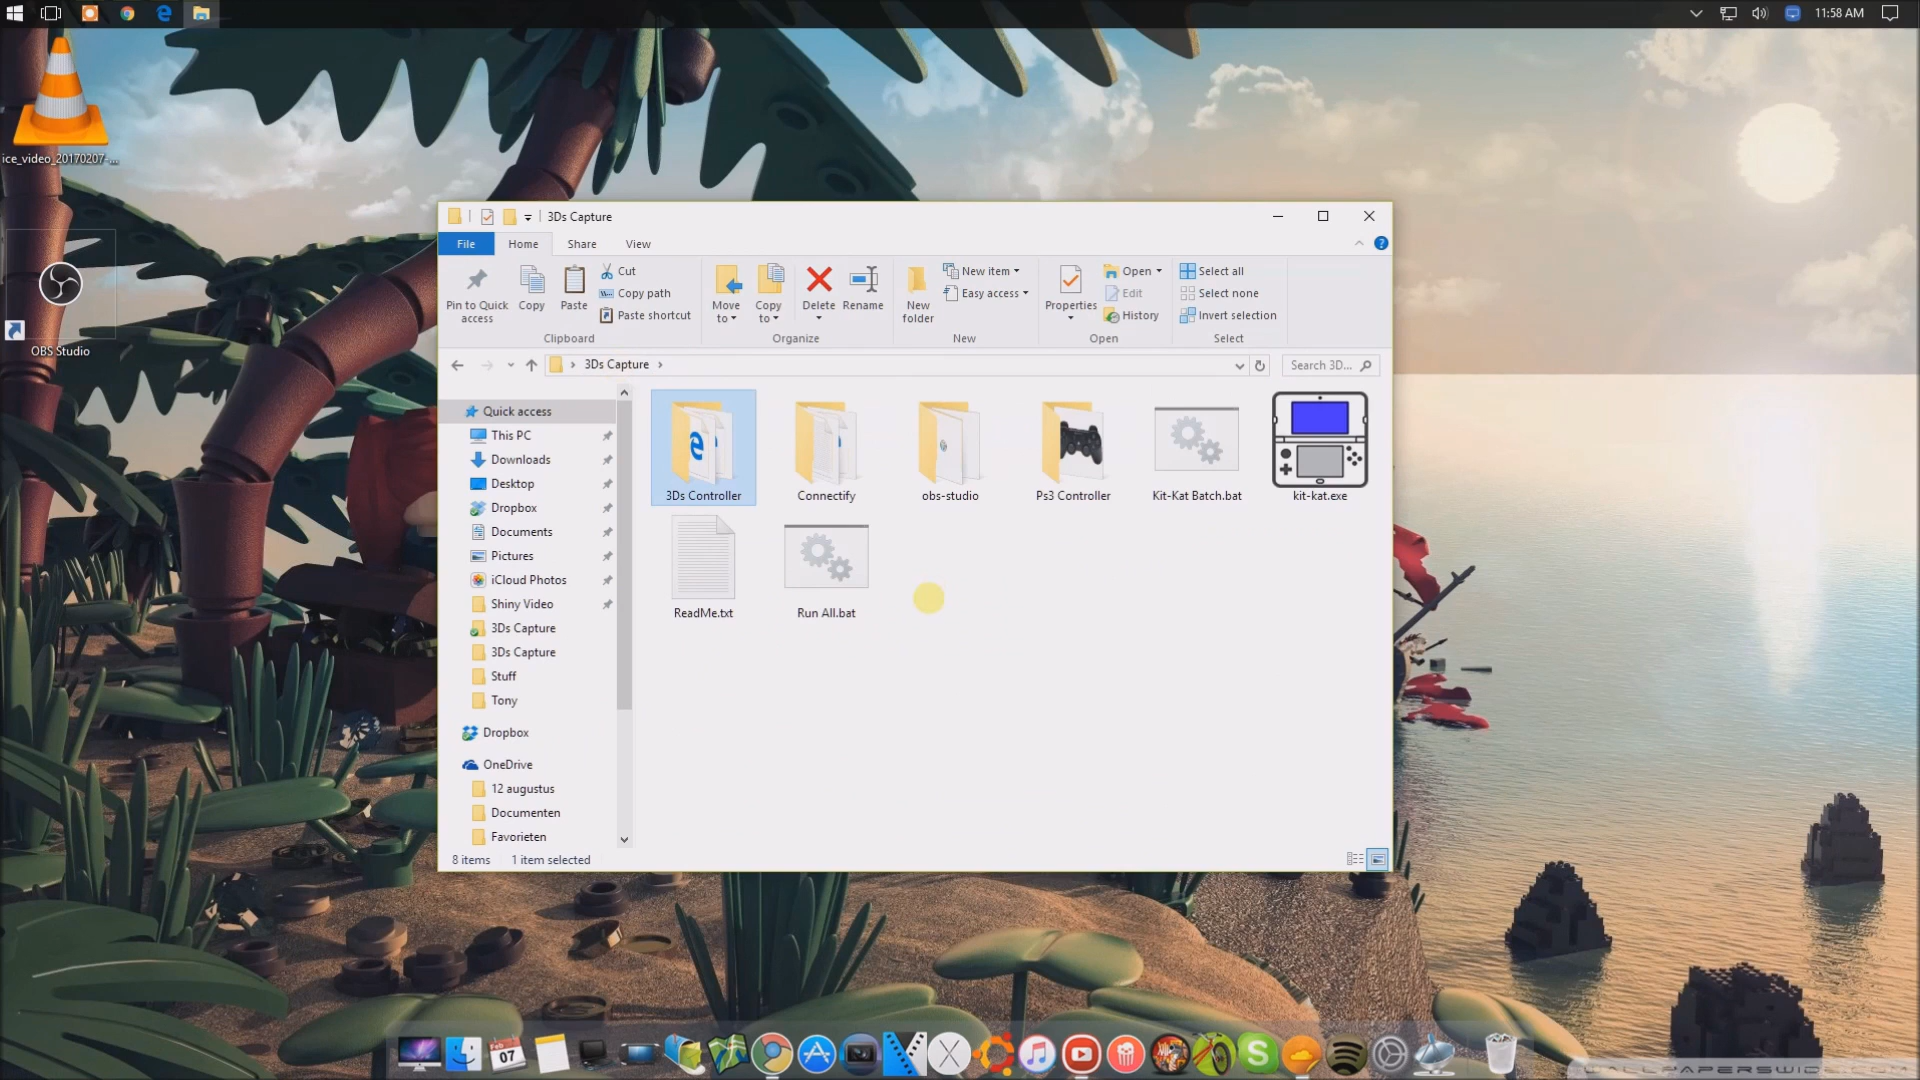 11:58 AM
ice_video_20170207-...
OBS Studio
3Ds Capture
File
Home
Share
View
Pin to Quick access
Copy
Paste
Cut
Copy path
Paste shortcut
Clipboard
Move to
Copy to
Delete
Rename
Organize
New folder
New item
Easy access
New
Properties
Open
Edit
History
Open
Select all
Select none
Invert selection
Select
3Ds Capture
Search 3D...
Quick access
This PC
Downloads
Desktop
Dropbox
Documents
Pictures
iCloud Photos
Shiny Video
3Ds Capture
3Ds Capture
Stuff
Tony
Dropbox
OneDrive
12 augustus
Documenten
Favorieten
3Ds Controller
Connectify
obs-studio
Ps3 Controller
Kit-Kat Batch.bat
kit-kat.exe
ReadMe.txt
Run All.bat
8 items
1 item selected
Feb
07
WALLPAPERSWIDE.COM